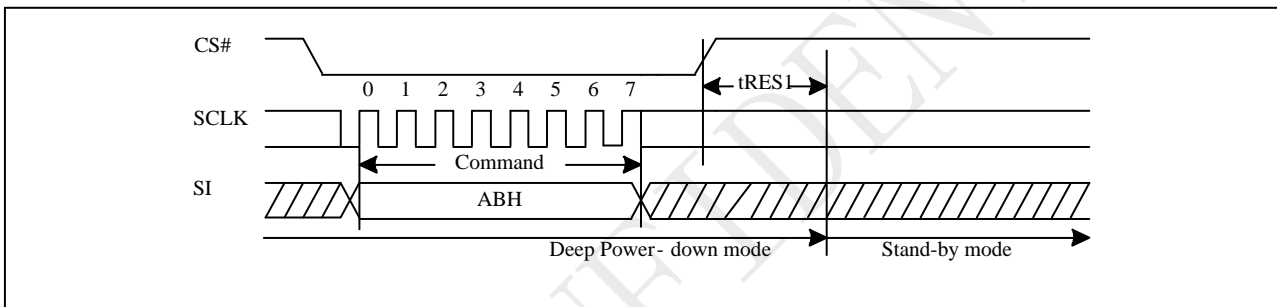 CS#
tRES1
0 1 2 3 4 5 6 7
SCLK
Command
SI
ABH
Deep Power- down mode Stand-by mode